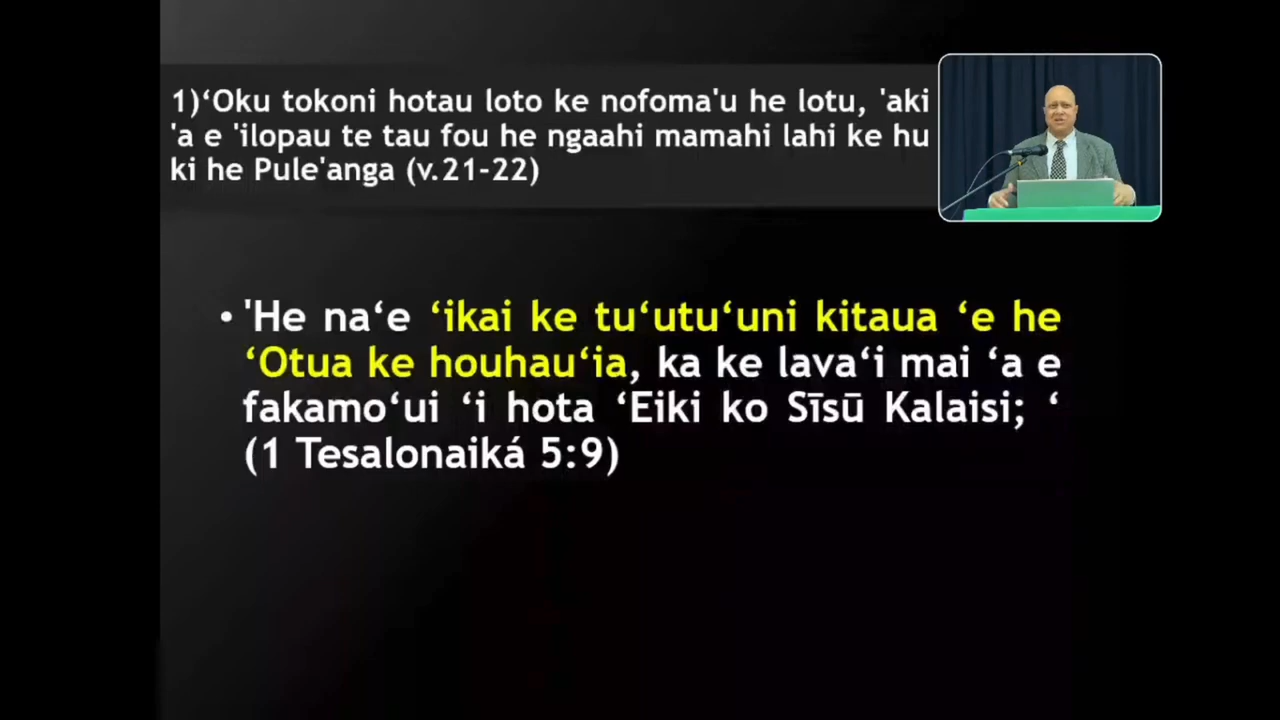 1)‘Oku tokoni hotau loto ke nofoma'u he lotu, 'aki
'a e 'ilopau te tau fou he ngaahi mamahi lahi ke hu
ki he Pule'anga (v.21-22)
• 'He na‘e ‘ikai ke tu‘utu‘uni kitaua ‘e he
‘Otua ke houhau‘ia, ka ke lava‘i mai ‘a e
fakamo‘ui ‘i hota ‘Eiki ko Sīsū Kalaisi; ‘
(1 Tesalonaiká 5:9)